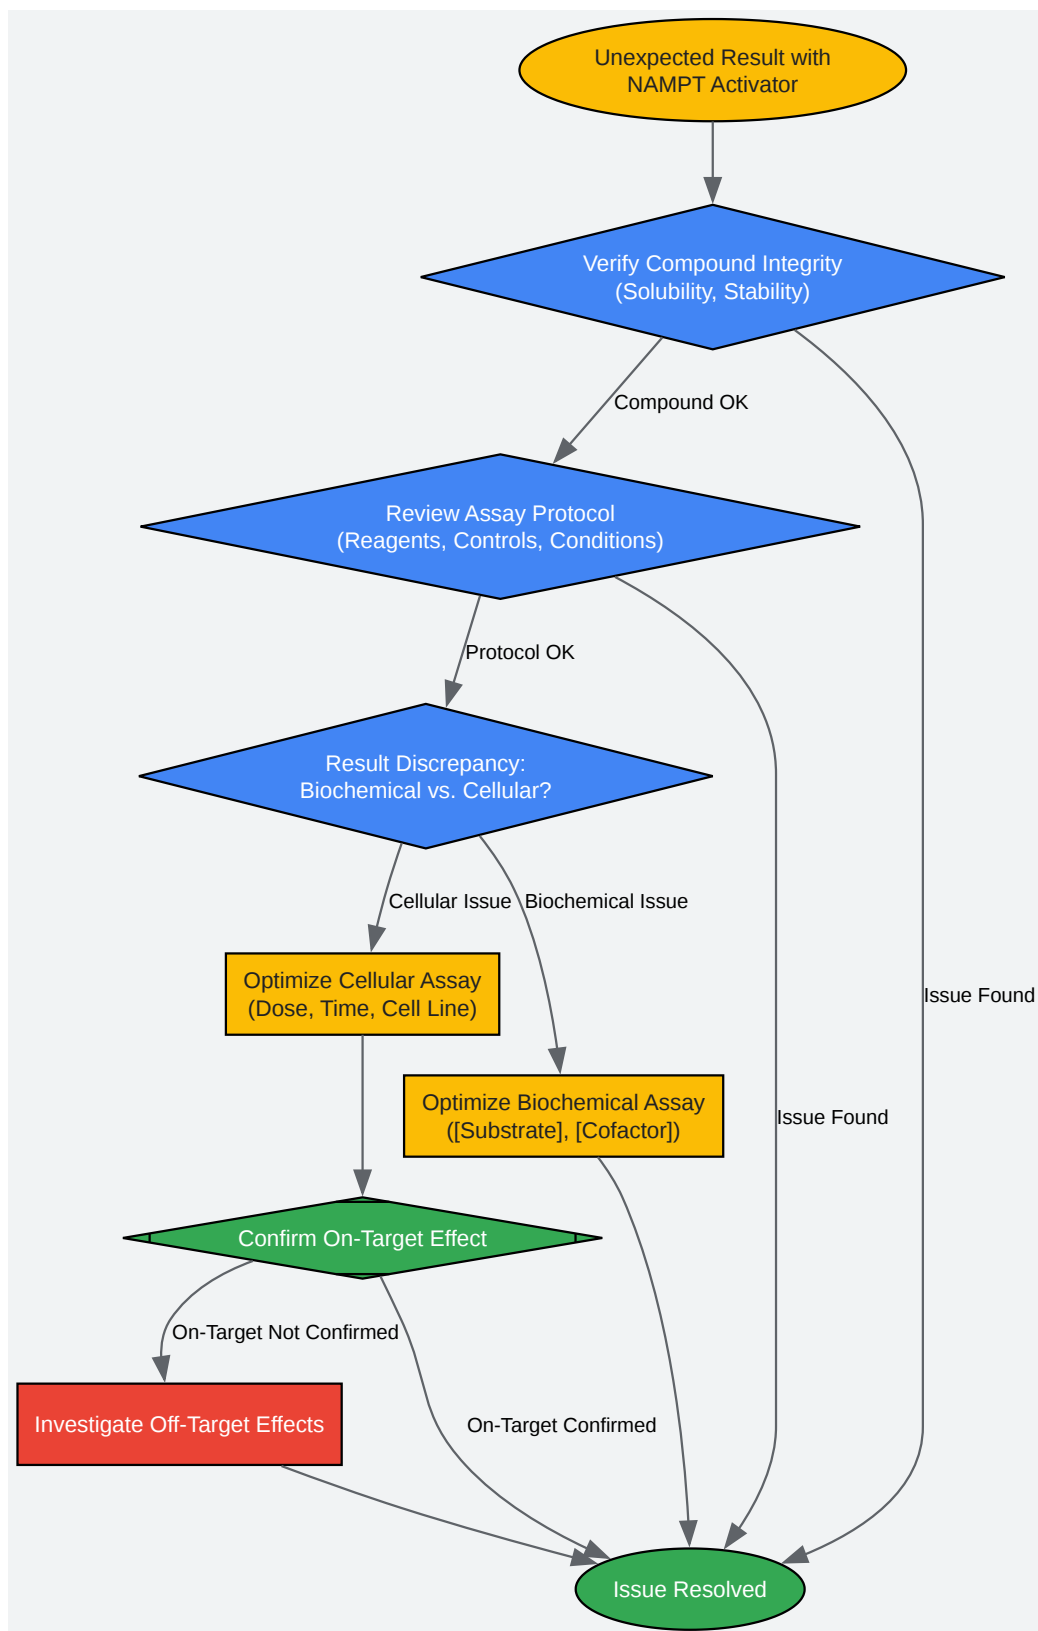 Unexpected Result with
NAMPT Activator
Verify Compound Integrity
(Solubility, Stability)
Compound OK
Review Assay Protocol
(Reagents, Controls, Conditions)
Protocol OK
Result Discrepancy:
Biochemical vs. Cellular?
Cellular Issue
Biochemical Issue
Optimize Cellular Assay
(Dose, Time, Cell Line)
Issue Found
Optimize Biochemical Assay
([Substrate], [Cofactor])
Issue Found
Confirm On-Target Effect
On-Target Not Confirmed
Investigate Off-Target Effects
On-Target Confirmed
Issue Resolved